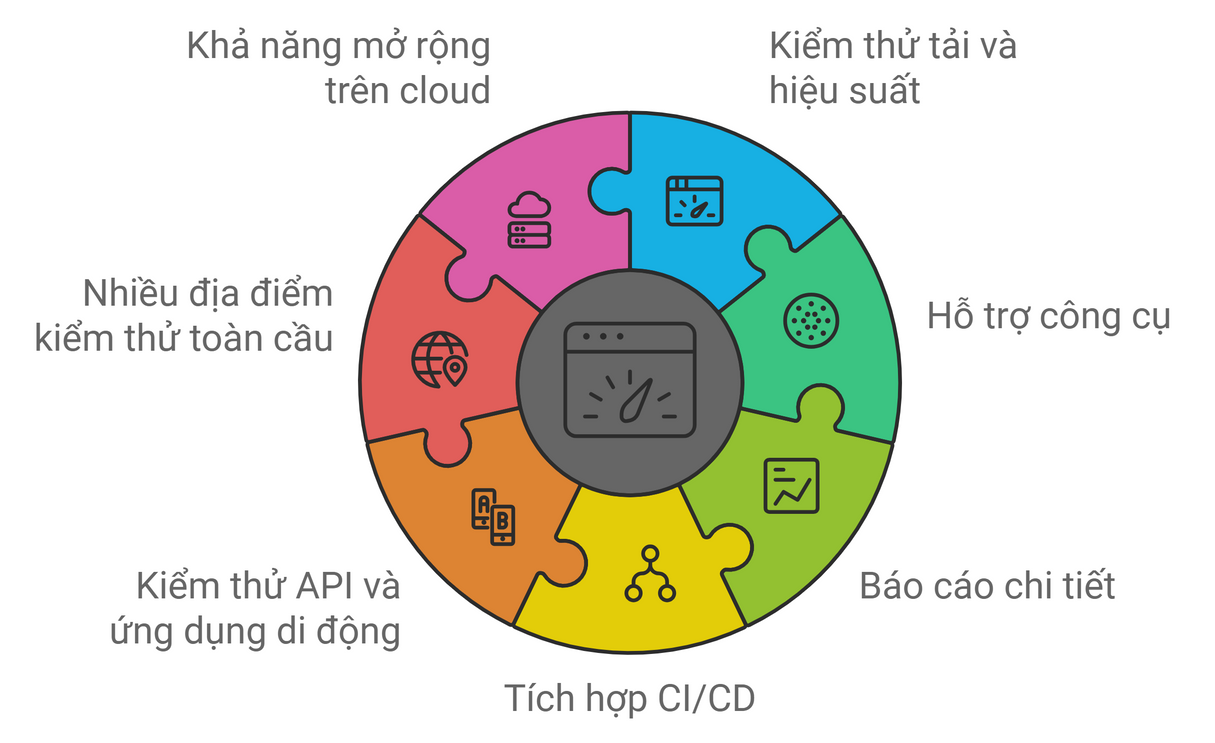 Khả năng mở rộng
trên cloud
Kiểm thử tải và
hiệu suất
Nhiều địa điểm
kiểm thử toàn cầu
Hỗ trợ công cụ
A
B
Kiểm thử API và
ứng dụng di động
Báo cáo chi tiết
Tích hợp CI/CD